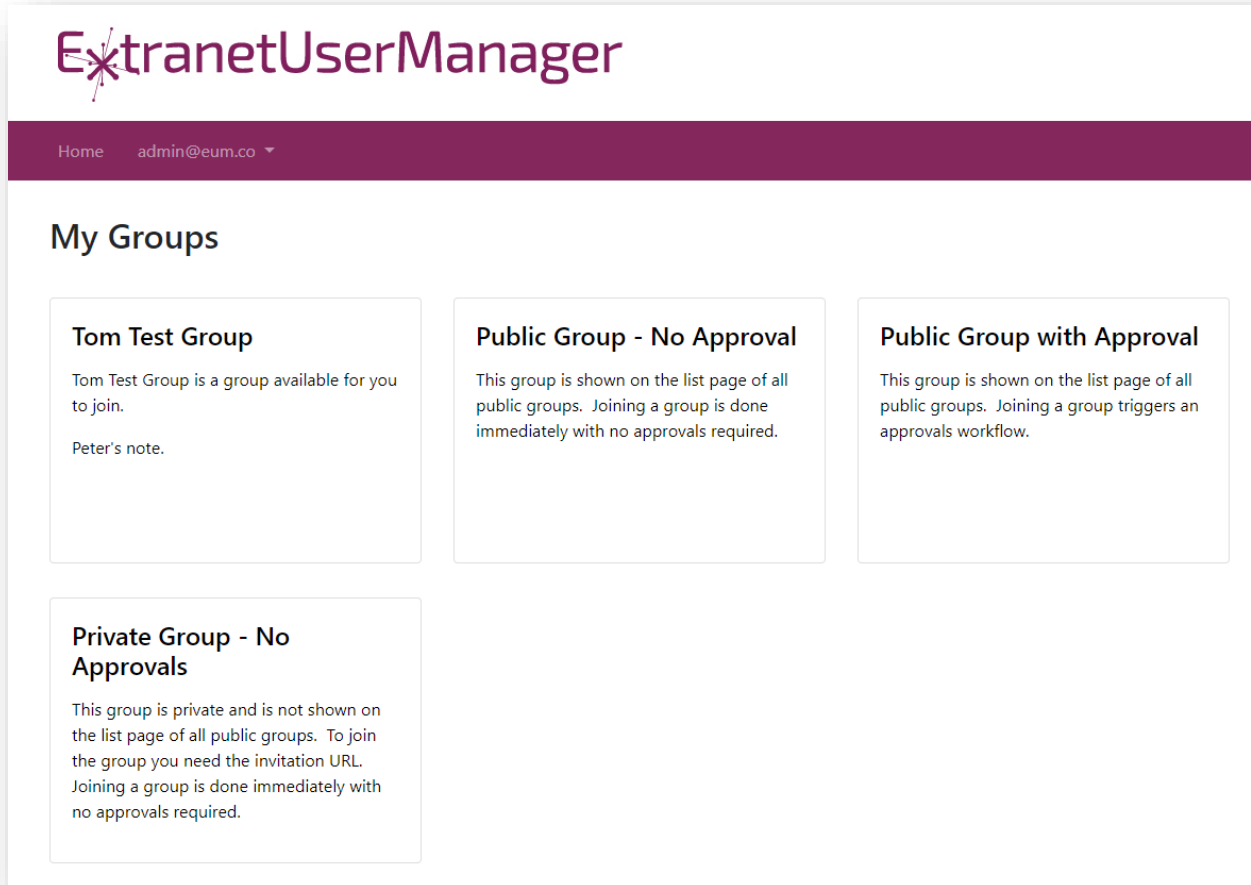 ExtranetUserManager
Home admin@eum.co
My Groups
Tom Test Group
Tom Test Group is a group available for you
to join.
Peter's note.
Public Group - No Approval
This group is shown on the list page of all
public groups.  Joining a group is done
immediately with no approvals required.
Public Group with Approval
This group is shown on the list page of all
public groups.  Joining a group triggers an
approvals workflow.
Private Group - No
Approvals
This group is private and is not shown on
the list page of all public groups.  To join
the group you need the invitation URL.
Joining a group is done immediately with
no approvals required.